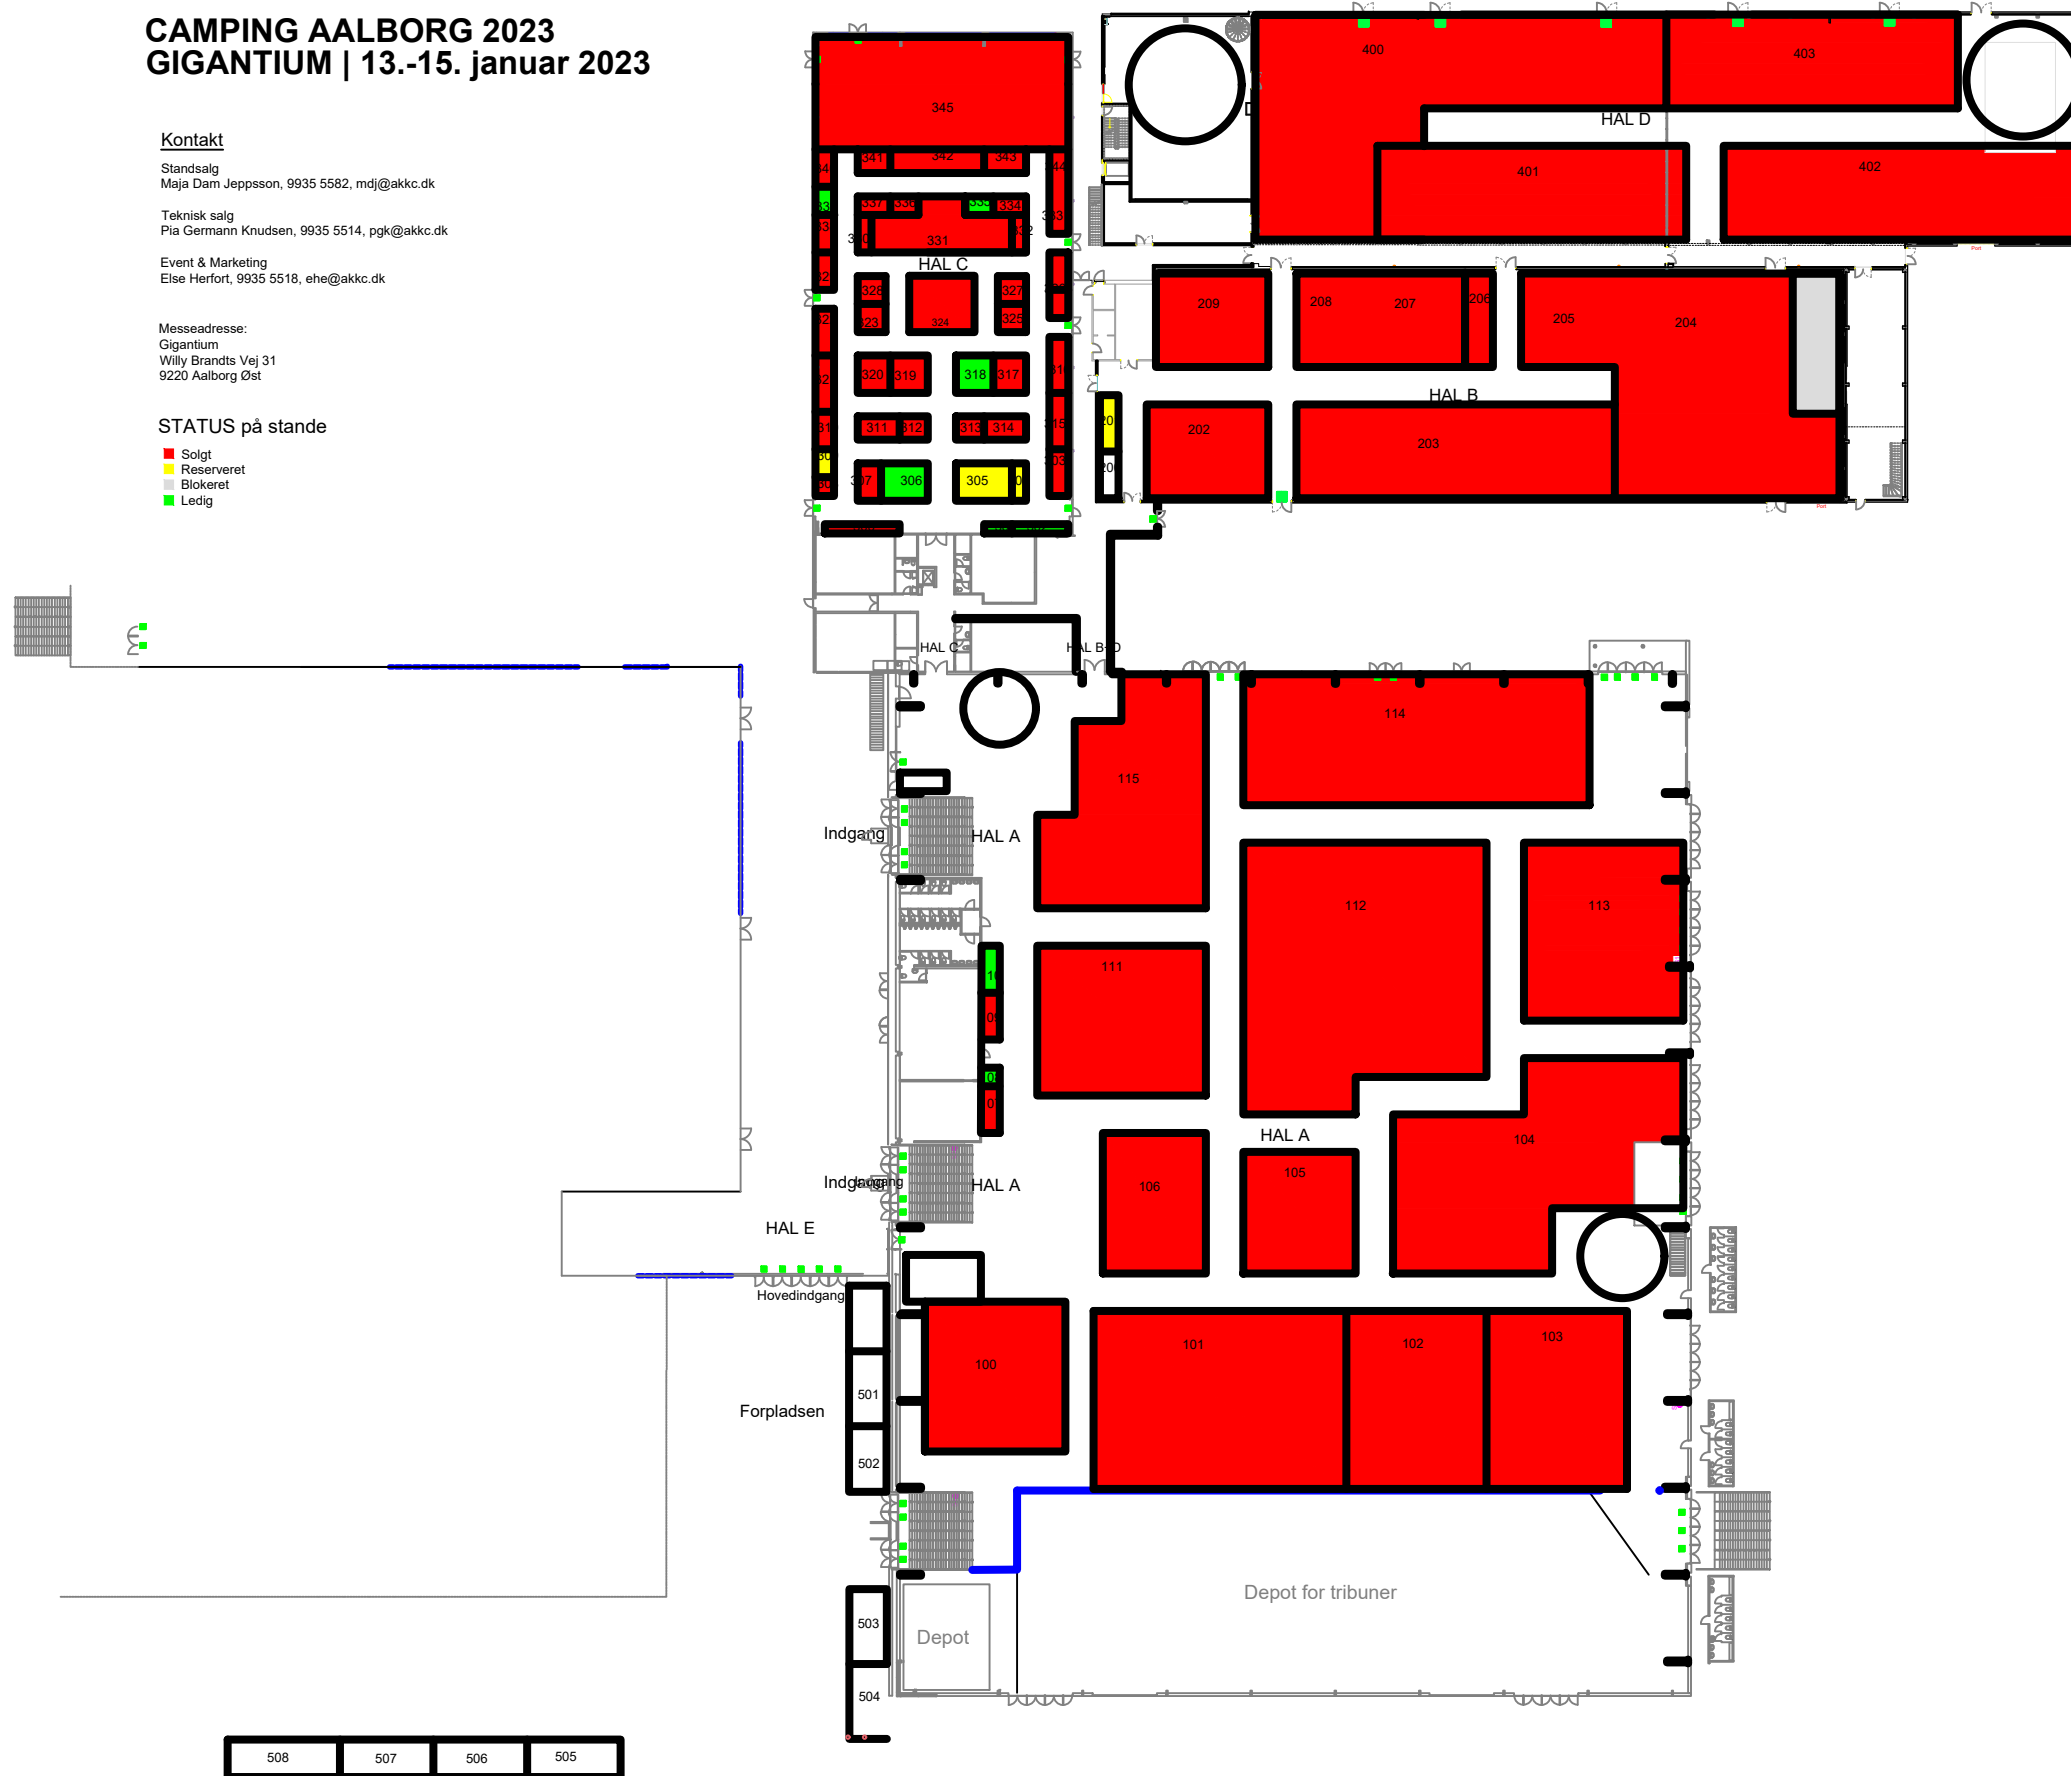 CAMPING AALBORG 2023
GIGANTIUM | 13.-15. januar 2023
Kontakt
Standsalg
Maja Dam Jeppsson, 9935 5582, mdj@akkc.dk
Teknisk salg
Pia Germann Knudsen, 9935 5514, pgk@akkc.dk
Event & Marketing
Else Herfort, 9935 5518, ehe@akkc.dk
Messeadresse:
Gigantium
Willy Brandts Vej 31
9220 Aalborg Øst
STATUS på stande
Solgt
Reserveret
Blokeret
Ledig
345
341
342
343
337
336
335
334
331
HAL C
328
327
323
324
325
320
319
318
317
311
312
313
314
307
306
305
400
403
HAL D
401
402
209
208
207
206
205
204
HAL B
202
203
Port
Port
HAL C
HAL B+D
114
115
Indgang
HAL A
112
113
111
HAL A
104
106
105
Indgang
Indgang
HAL A
HAL E
Hovedindgang
100
101
102
103
501
Forpladsen
502
Depot for tribuner
503
Depot
504
508
507
506
505